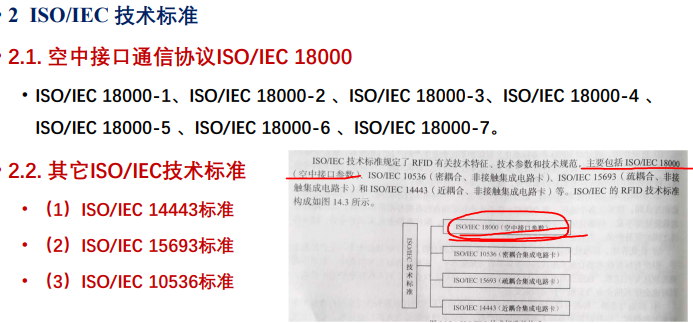 • 2 ISO/IEC 技术标准
• 2.1. 空中接口通信协议ISO/IEC 18000
• ISO/IEC 18000-1、ISO/IEC 18000-2 、ISO/IEC 18000-3、ISO/IEC 18000-4 、
ISO/IEC 18000-5 、ISO/IEC 18000-6 、ISO/IEC 18000-7。
• 2.2. 其它ISO/IEC技术标准
• （1）ISO/IEC 14443标准
• （2）ISO/IEC 15693标准
• （3）ISO/IEC 10536标准
ISO/IEC 技术标准规定了 RFID 有关技术特征、技术参数和技术规范，主要包括 ISO/IEC 18000
（空中接口参数）、ISO/IEC 10536（密耦合、非接触集成电路卡）、ISO/IEC 15693（疏耦合、非接
触集成电路卡）和 ISO/IEC 14443（近耦合、非接触集成电路卡）等。ISO/IEC 的 RFID 技术标准
构成如图 14.3 所示。
ISO/IEC 技术标准
ISO/IEC 18000（空中接口参数）
ISO/IEC 10536（密耦合集成电路卡）
ISO/IEC 15693（疏耦合集成电路卡）
ISO/IEC 14443（近耦合集成电路卡）